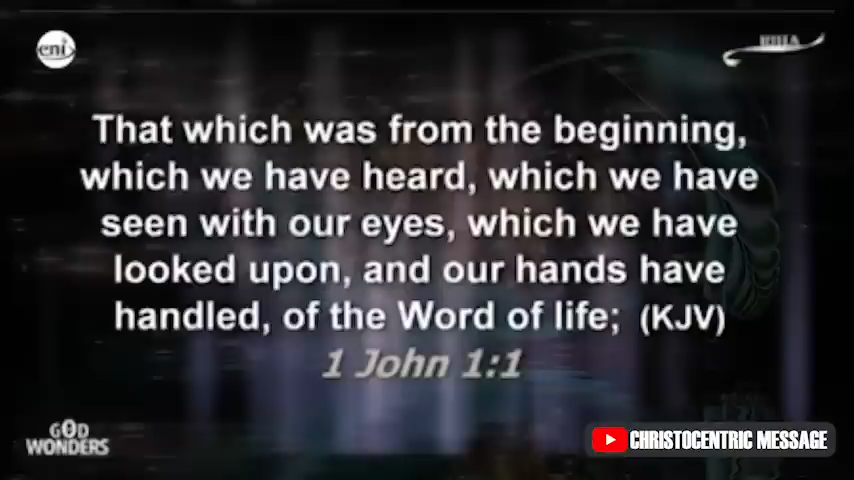 eni
That which was from the beginning,
which we have heard, which we have
seen with our eyes, which we have
looked upon, and our hands have
handled, of the Word of life; (KJV)
1 John 1:1
GOD
WONDERS
CHRISTOCENTRIC MESSAGE